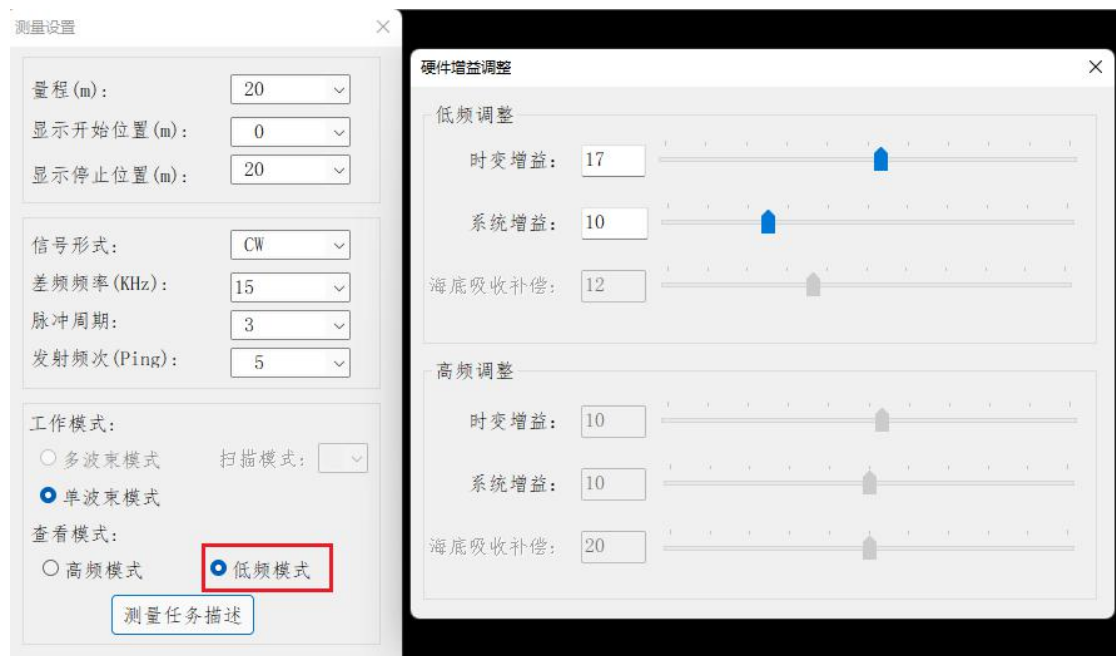 测量设置
量程(m): 20
显示开始位置(m): 0
显示停止位置(m): 20
信号形式: CW
差频频率(KHz): 15
脉冲周期: 3
发射频次(Ping): 5
工作模式:
多波束模式 扫描模式:
单波束模式
查看模式:
高频模式 低频模式
测量任务描述
硬件增益调整
低频调整
时变增益: 17
系统增益: 10
海底吸收补偿: 12
高频调整
时变增益: 10
系统增益: 10
海底吸收补偿: 20